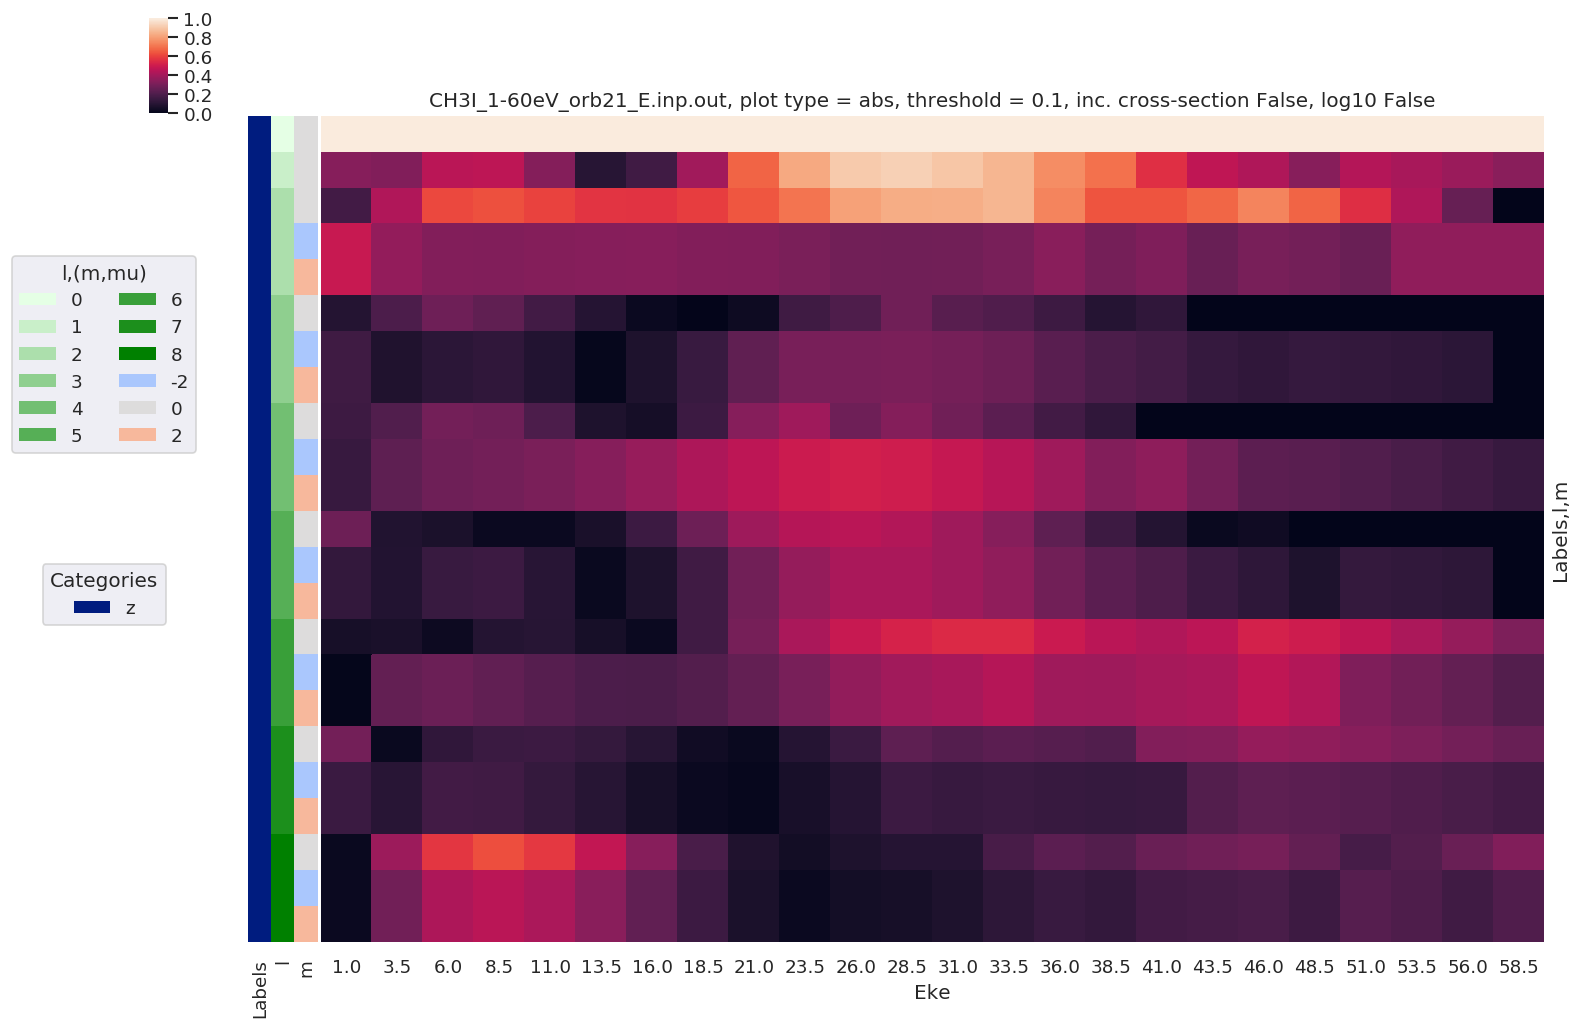 1.0
0.8
0.6
0.4
0.2
0.0
CH3I_1-60eV_orb21_E.inp.out, plot type = abs, threshold = 0.1, inc. cross-section False, log10 False
l,(m,mu)
0 6
1 7
2 8
3 -2
4 0
5 2
Categories
z
Labels,l,m
Labels l m
1.0 3.5 6.0 8.5 11.0 13.5 16.0 18.5 21.0 23.5 26.0 28.5 31.0 33.5 36.0 38.5 41.0 43.5 46.0 48.5 51.0 53.5 56.0 58.5
Eke